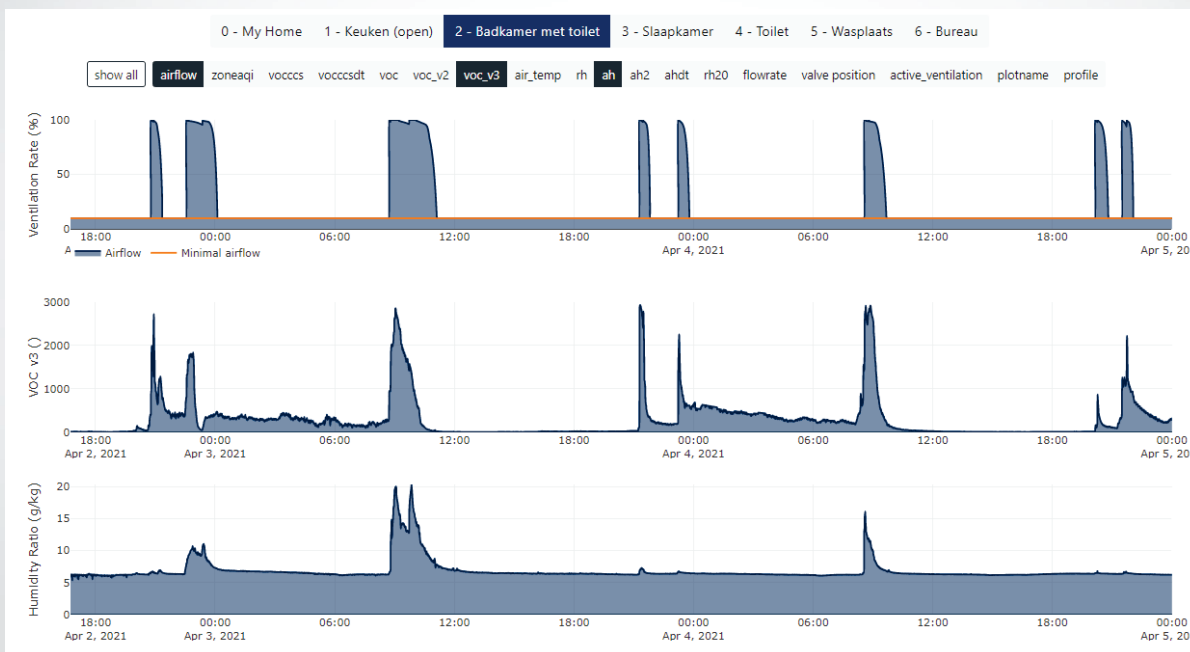 0 - My Home 1 - Keuken (open) 2 - Badkamer met toilet 3 - Slaapkamer 4 - Toilet 5 - Wasplaats 6 - Bureau
show all airflow zoneaqi vocccs vocccsdt voc voc_v2 voc_v3 air_temp rh ah ah2 ahdt rh20 flowrate valve position active_ventilation plotname profile
Ventilation Rate (%)
100
50
0
18:00 00:00 06:00 12:00 18:00 00:00 06:00 12:00 18:00 00:00
A Apr 4, 2021 Apr 5, 20
Airflow Minimal airflow
VOC v3 ()
3000
2000
1000
0
18:00 00:00 06:00 12:00 18:00 00:00 06:00 12:00 18:00 00:00
Apr 2, 2021 Apr 3, 2021 Apr 4, 2021 Apr 5, 20
Humidity Ratio (g/kg)
20
15
10
5
0
18:00 00:00 06:00 12:00 18:00 00:00 06:00 12:00 18:00 00:00
Apr 2, 2021 Apr 3, 2021 Apr 4, 2021 Apr 5, 20